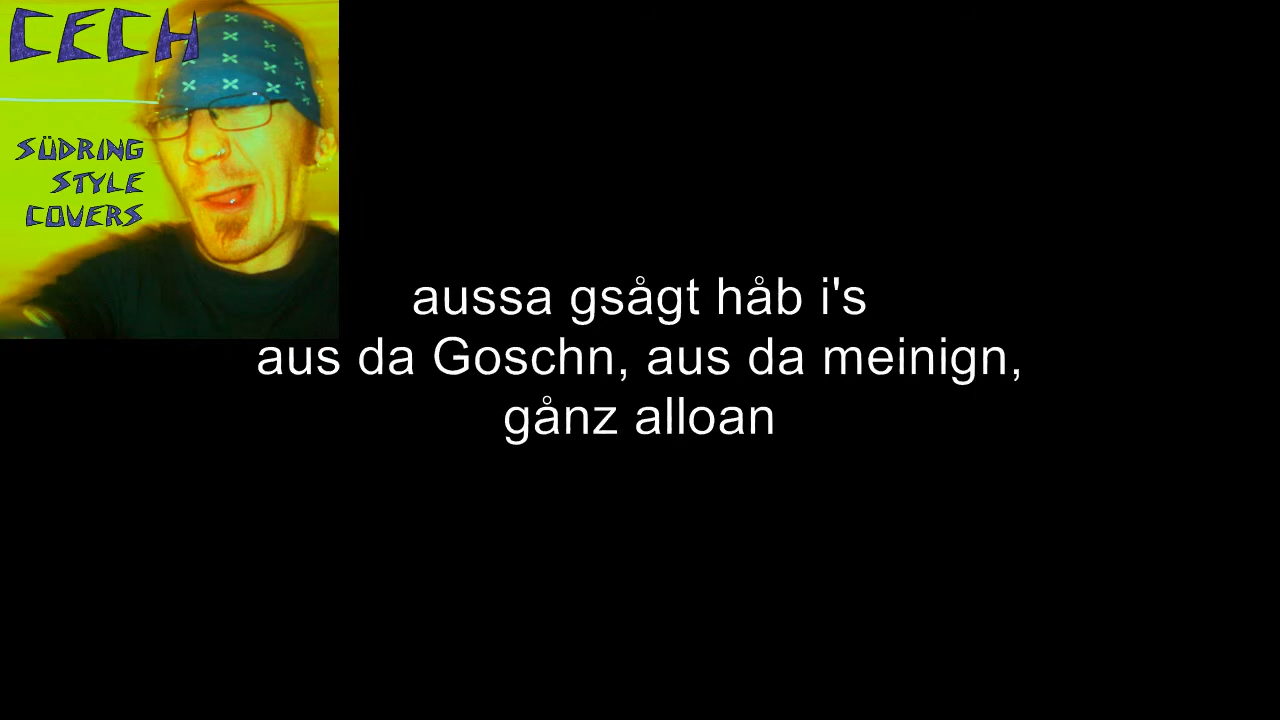 CECH
SÜDRING
STYLE
COVERS
aussa gsågt håb i's
aus da Goschn, aus da meinign,
gånz alloan